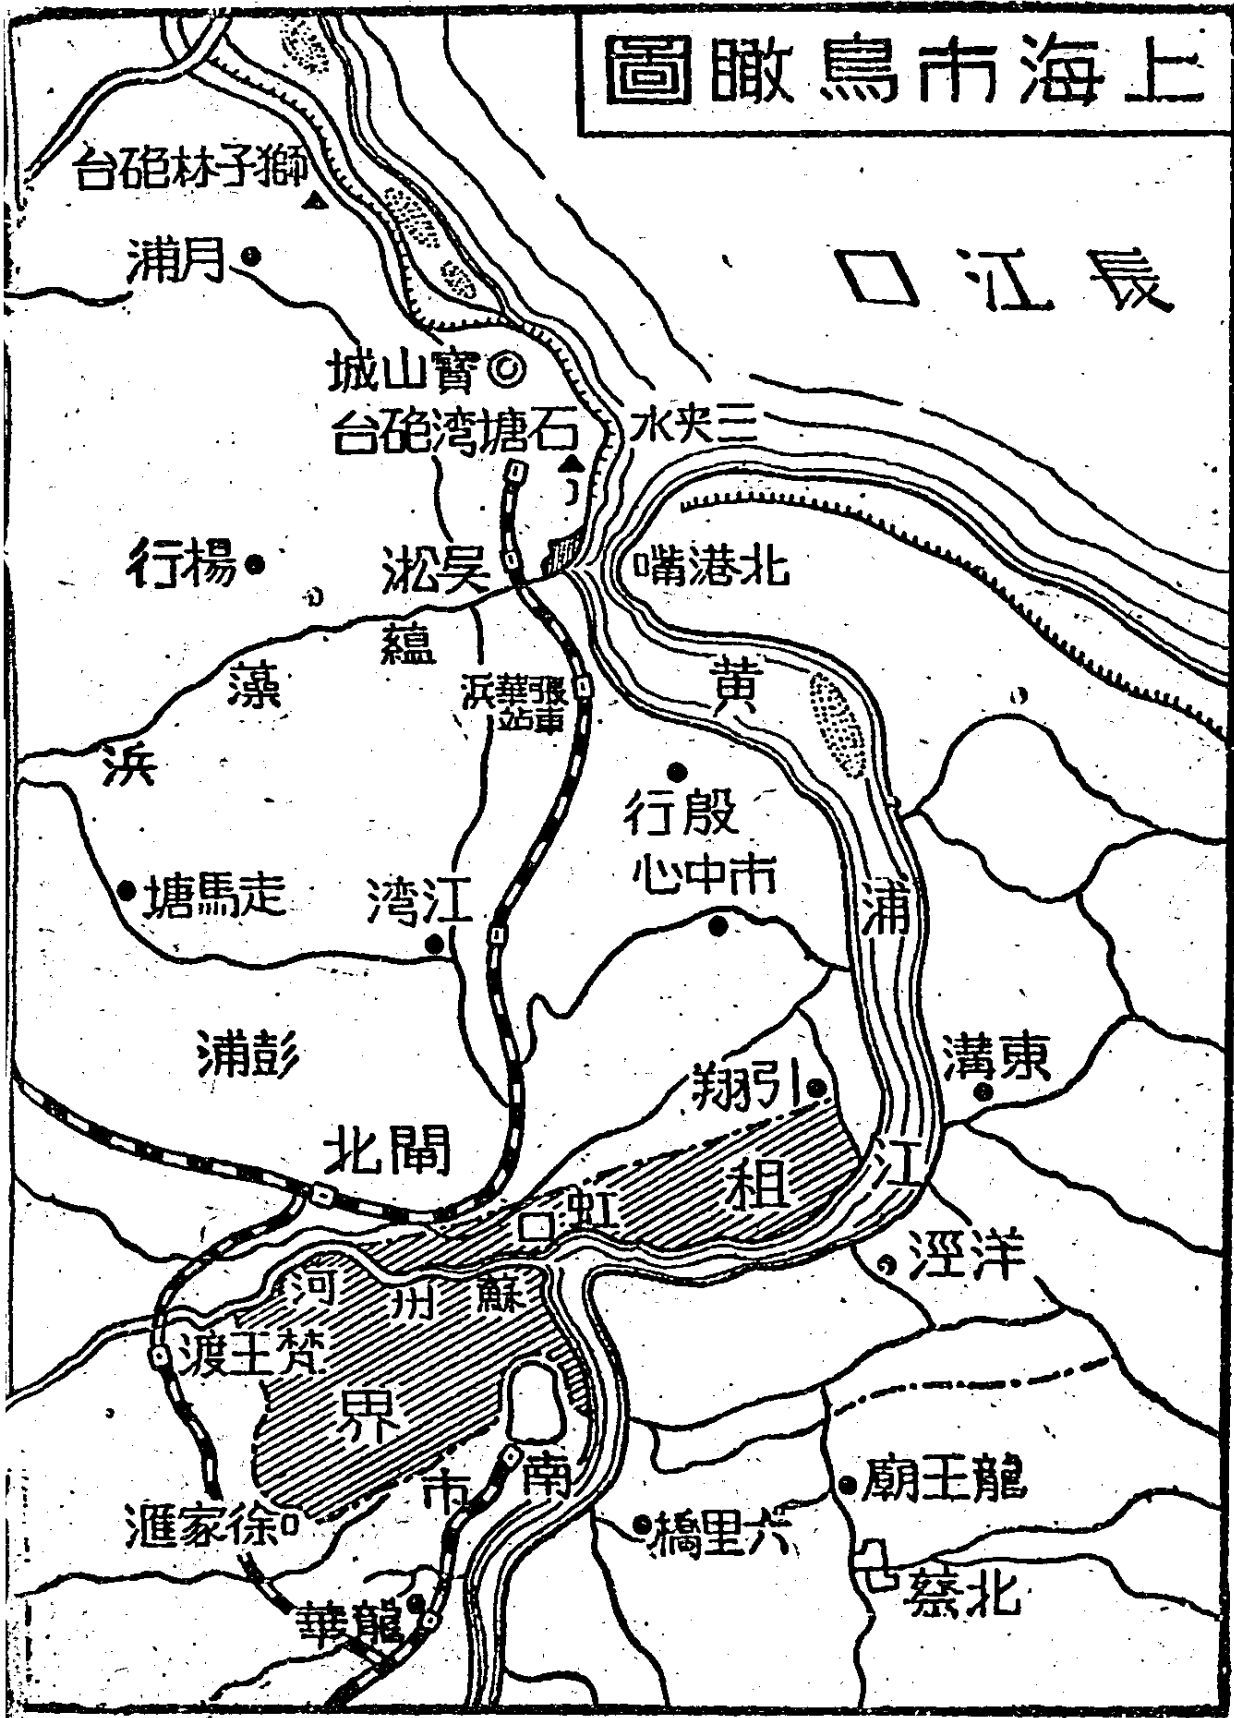 上海市鳥瞰圖
獅子林砲台
月浦
長江口
寶山城
石塘湾砲台
三夹水
楊行
吴淞
北港嘴
蕴
藻
浜
張華浜
車站
黄
浦
江
殷行
市中心
走馬塘
江湾
彭浦
東溝
引翔
閘北
租
界
虹口
洋涇
蘇州河
梵王渡
南市
龍王廟
六里橋
徐家滙
北蔡
龍華